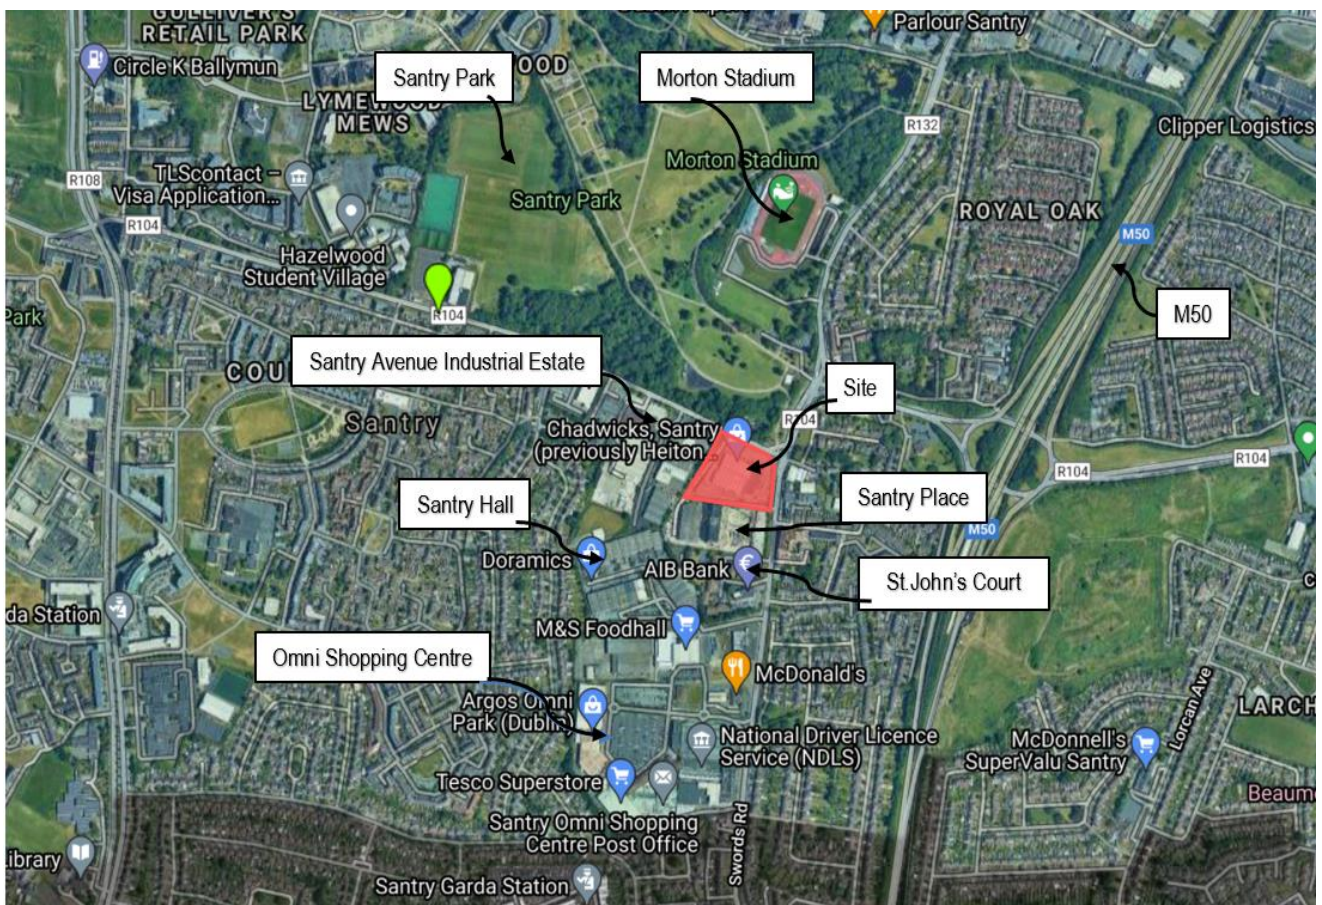 GULLIVER'S
RETAIL PARK
Parlour Santry
Circle K Ballymun
Santry Park
WOOD
Morton Stadium
LYMEWOOD
MEWS
R132
Clipper Logistics
Morton Stadium
TLScontact –
Visa Application...
R108
Santry Park
ROYAL OAK
R104
M50
Hazelwood
Student Village
M50
Park
R104
Santry Avenue Industrial Estate
COU
Site
Santry
Chadwicks, Santry
(previously Heiton...
R104
R104
R104
Santry Hall
Santry Place
M50
Doramics
AIB Bank
St.John's Court
da Station
M&S Foodhall
Omni Shopping Centre
McDonald's
Argos Omni
Park (Dublin)
National Driver Licence
Service (NDLS)
Lorcan Ave
LARCH
McDonnell's
SuperValu Santry
Tesco Superstore
Beaum
Santry Omni Shopping
Centre Post Office
Swords Rd
Library
Santry Garda Station